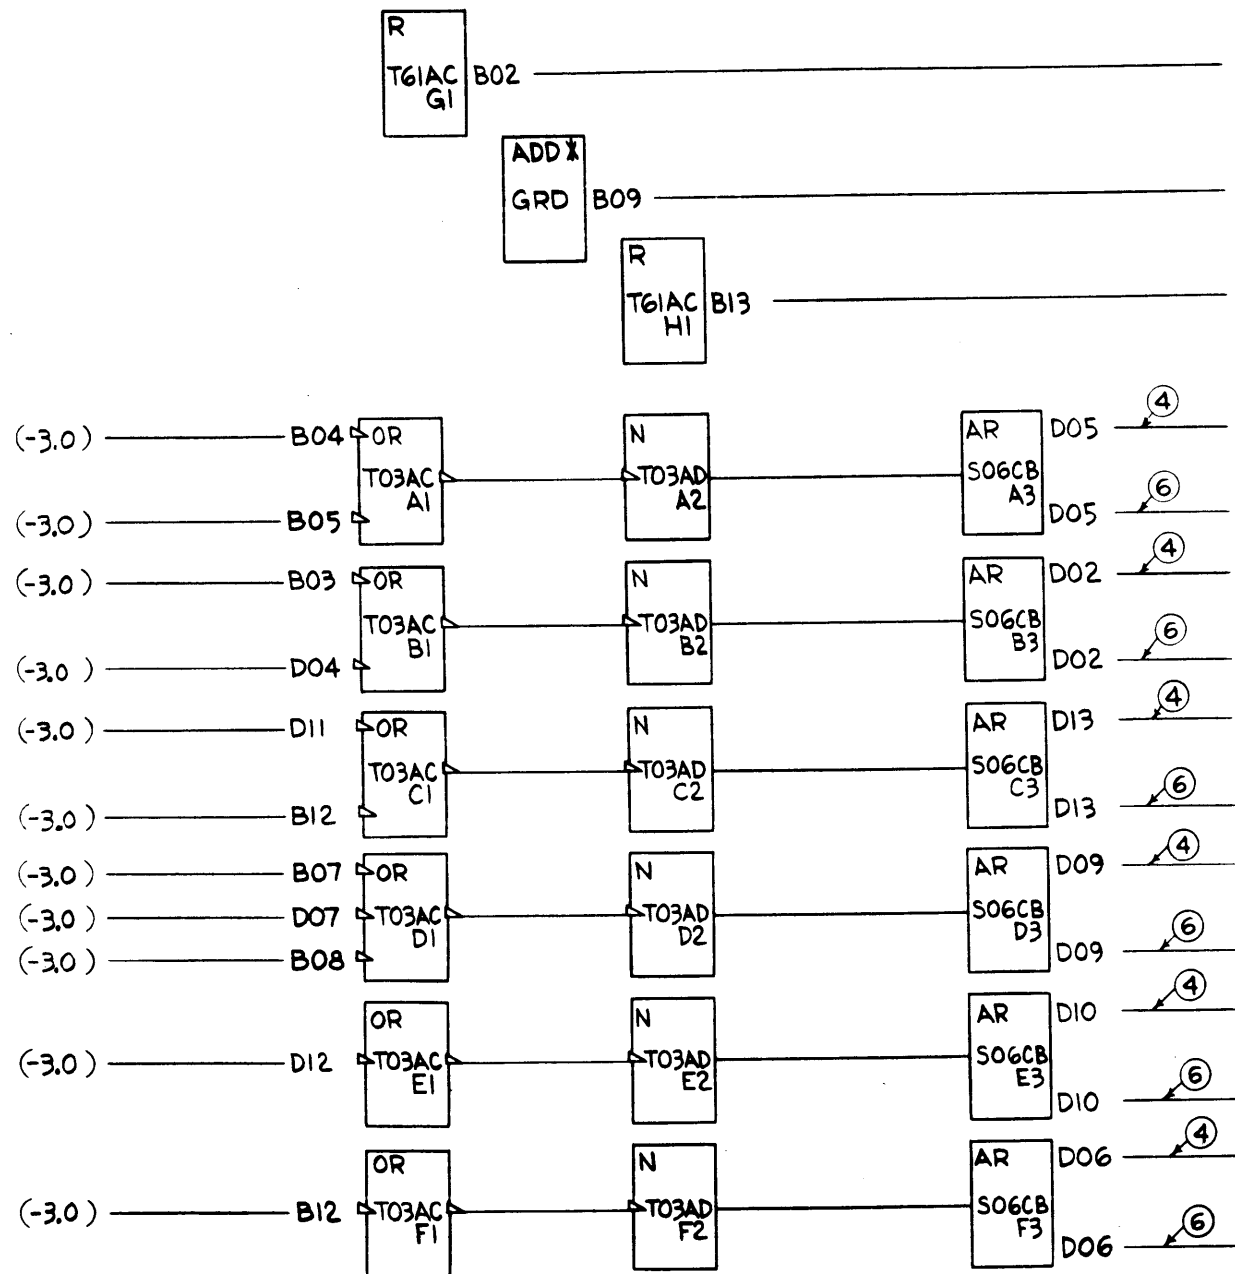 R
T61AC B02
G1
ADD *
GRD B09
R
T61AC B13
H1
(-3.0) B04 OR N AR D05 4
T03AC T03AD S06CB
A1 A2 A3
(-3.0) B05 D05 6
(-3.0) B03 OR N AR D02 4
T03AC T03AD S06CB
B1 B2 B3
(-3.0) D04 D02 6
(-3.0) D11 OR N AR D13 4
T03AC T03AD S06CB
C1 C2 C3
(-3.0) B12 D13 6
(-3.0) B07 OR N AR D09 4
(-3.0) D07 T03AC T03AD S06CB
D1 D2 D3
(-3.0) B08 D09 6
OR N AR D10 4
(-3.0) D12 T03AC T03AD S06CB
E1 E2 E3
D10 6
OR N AR D06 4
(-3.0) B12 T03AC T03AD S06CB
F1 F2 F3
D06 6